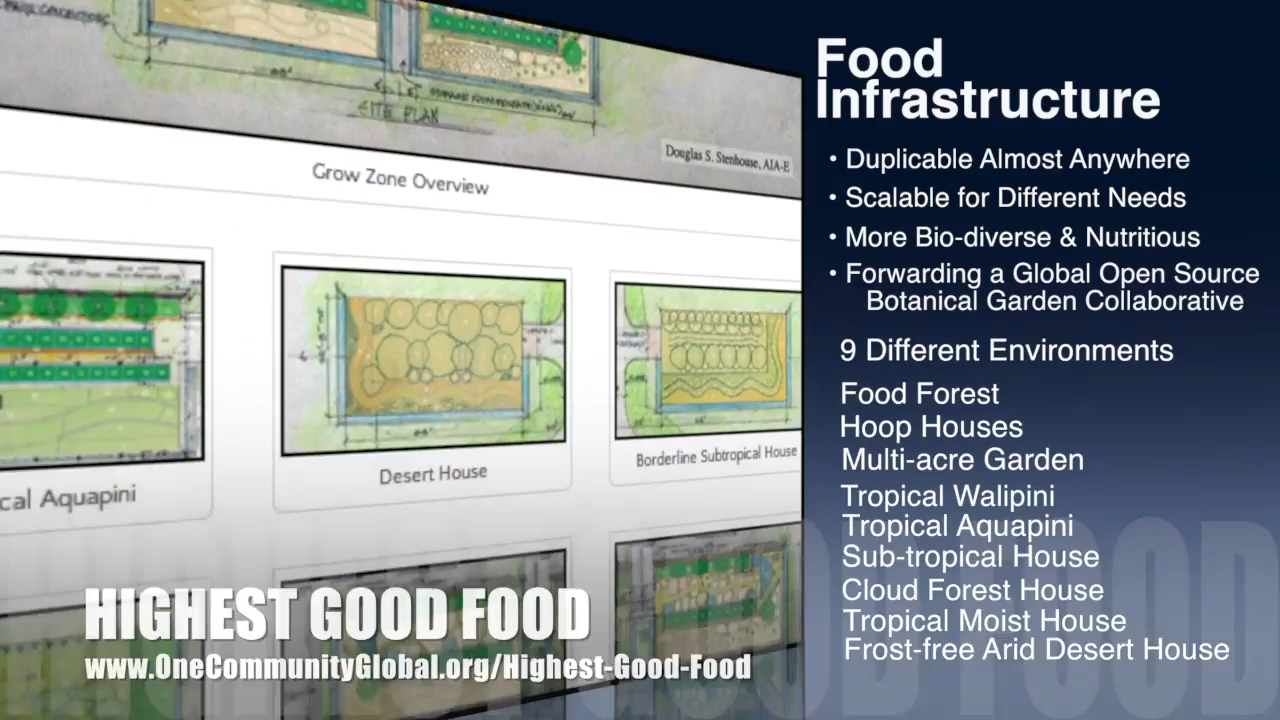 SITE PLAN
Douglas S. Stenhouse, AIA-E
Grow Zone Overview
cal Aquapini
Desert House
Borderline Subtropical House
HIGHEST GOOD FOOD
www.OneCommunityGlobal.org/Highest-Good-Food
Food
Infrastructure
• Duplicable Almost Anywhere
• Scalable for Different Needs
• More Bio-diverse & Nutritious
• Forwarding a Global Open Source
Botanical Garden Collaborative
9 Different Environments
Food Forest
Hoop Houses
Multi-acre Garden
Tropical Walipini
Tropical Aquapini
Sub-tropical House
Cloud Forest House
Tropical Moist House
Frost-free Arid Desert House